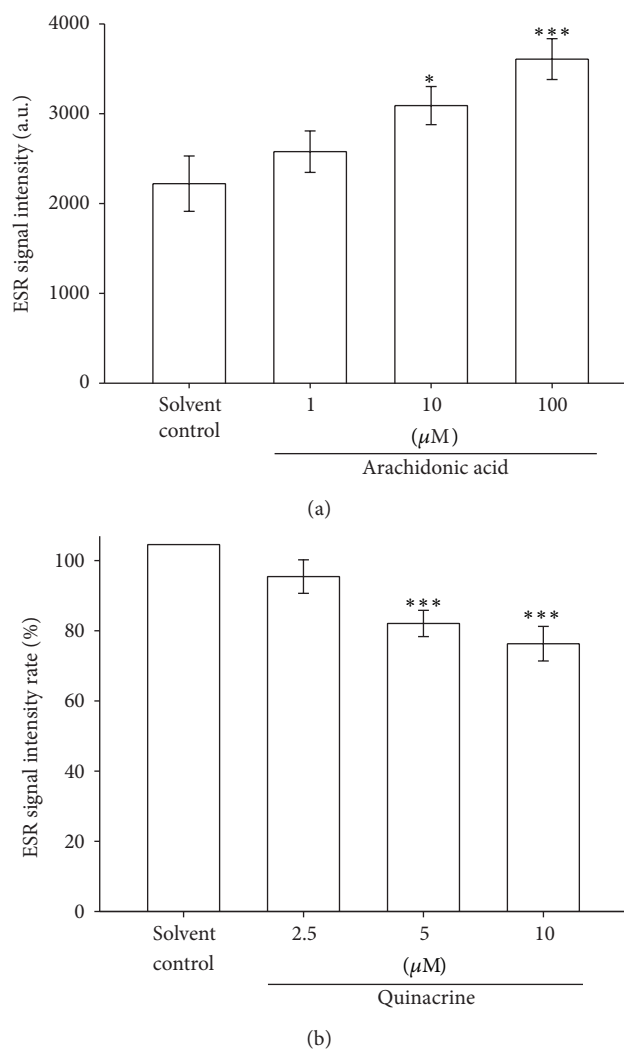 4000
3000
2000
1000
0
ESR signal intensity (a.u.)
*
***
Solvent
control
1
10
100
(μM)
Arachidonic acid
(a)
100
80
60
40
20
0
ESR signal intensity rate (%)
***
***
Solvent
control
2.5
5
10
(μM)
Quinacrine
(b)